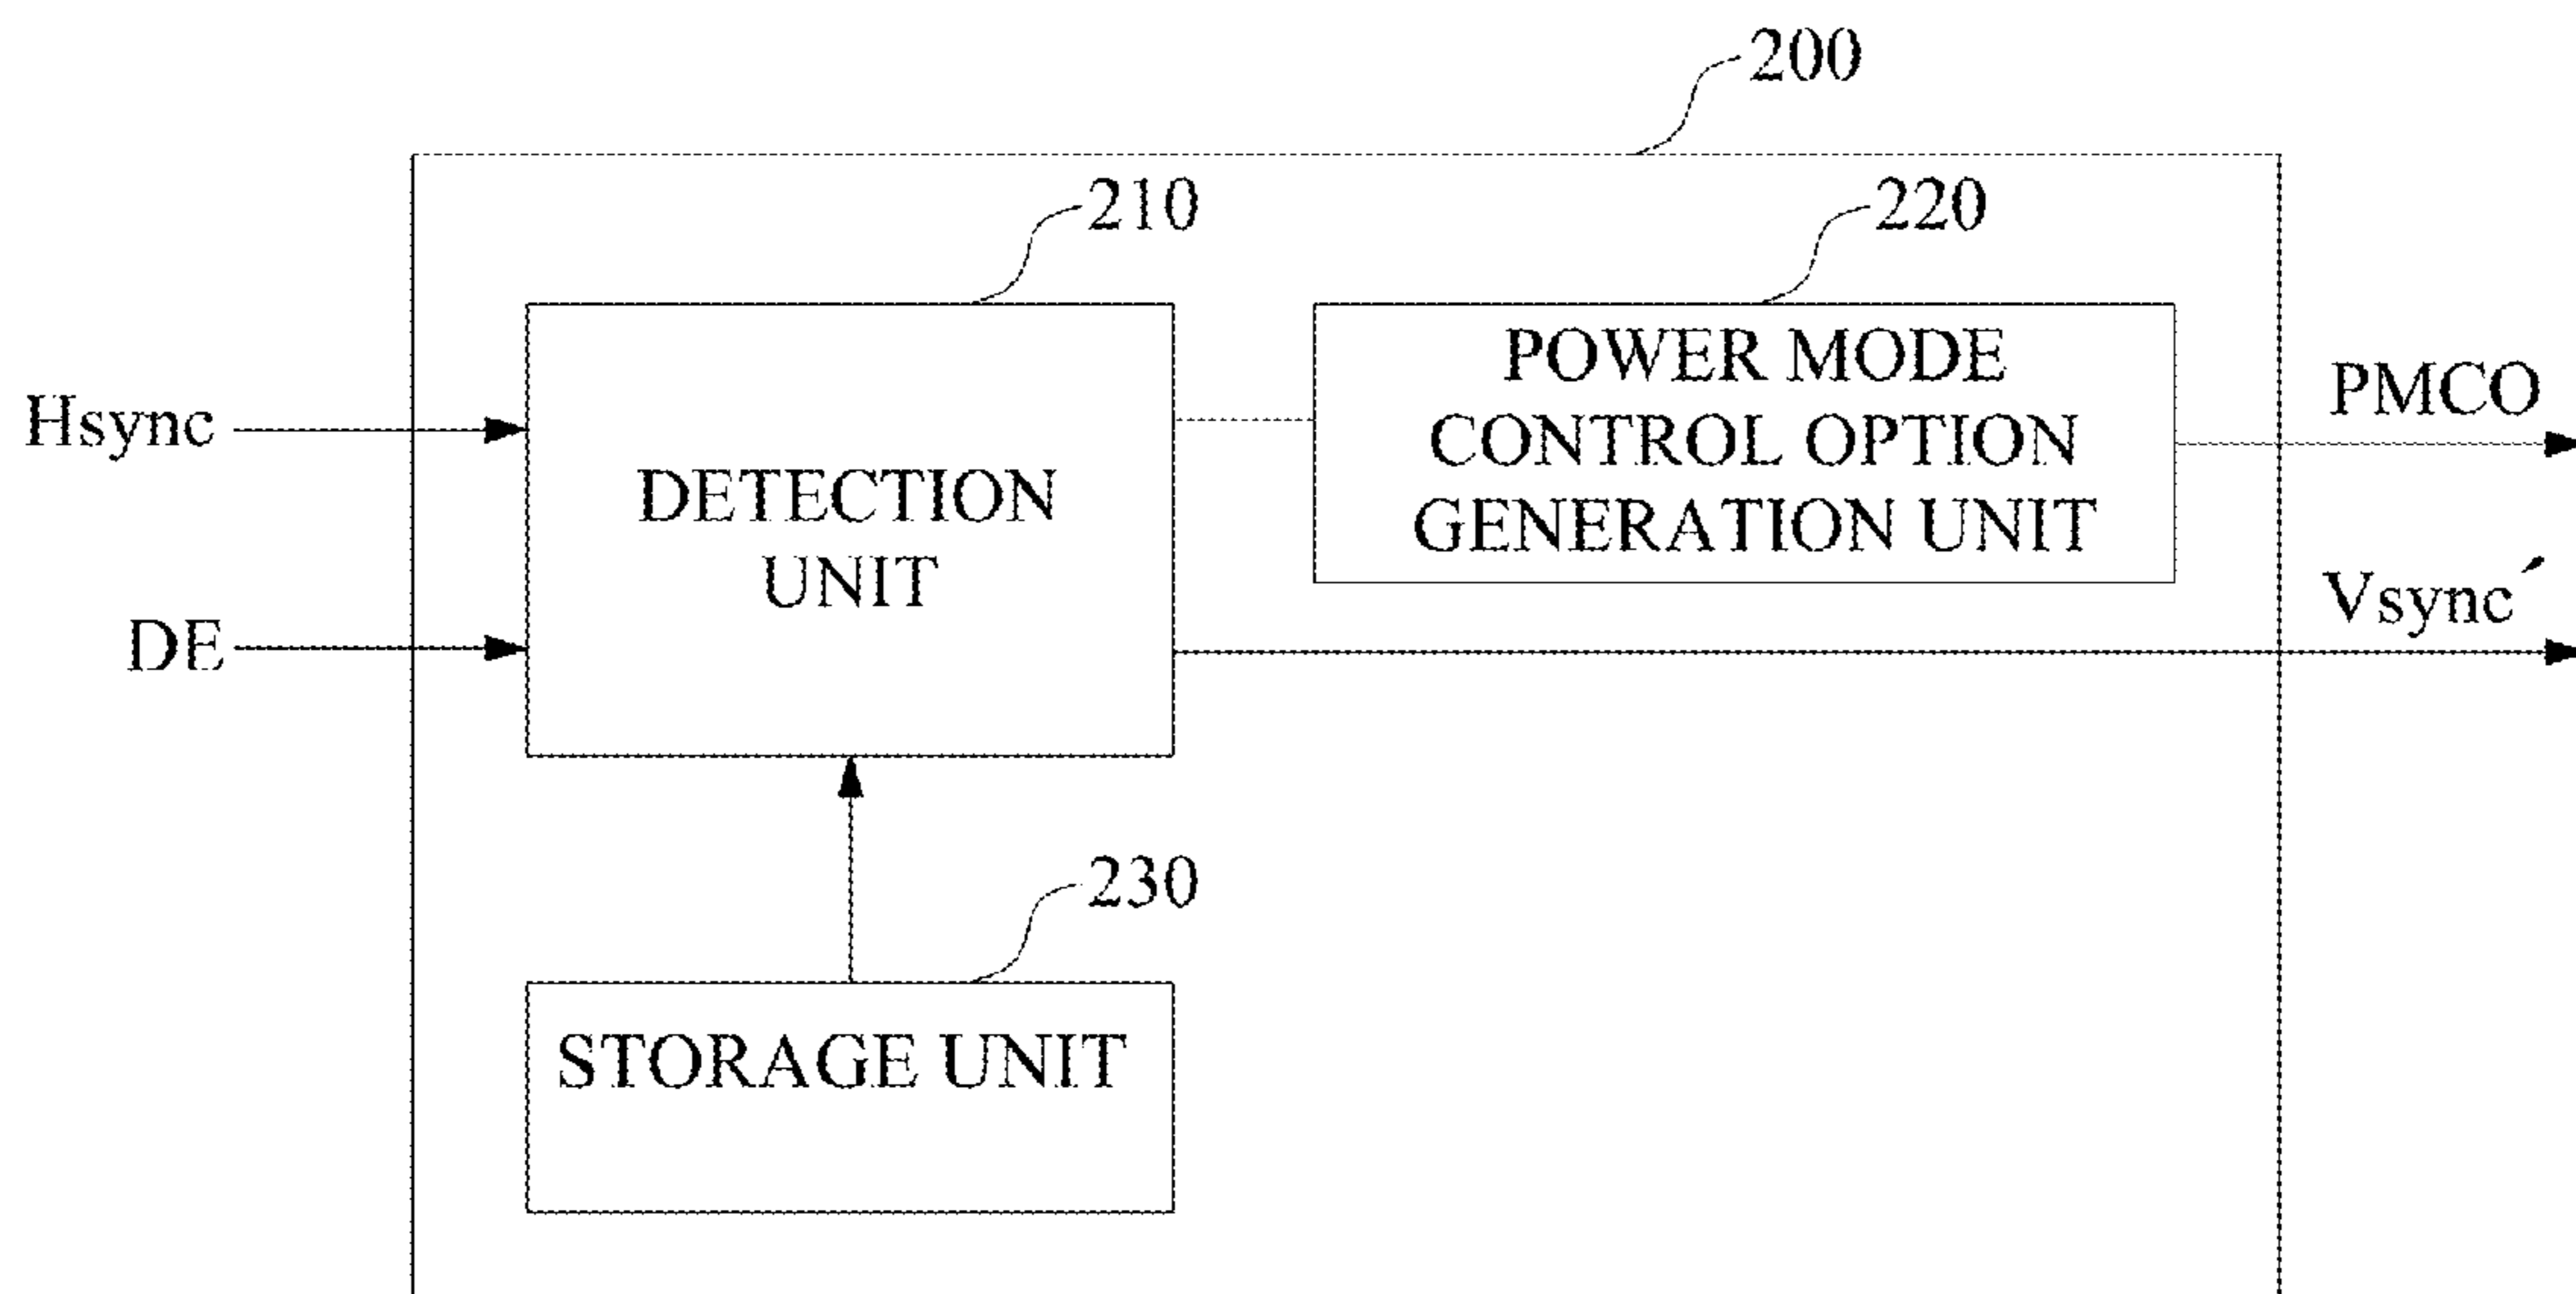 200
210
220
Hsync
DETECTION
UNIT
POWER MODE
CONTROL OPTION
GENERATION UNIT
PMCO
DE
Vsync´
230
STORAGE UNIT